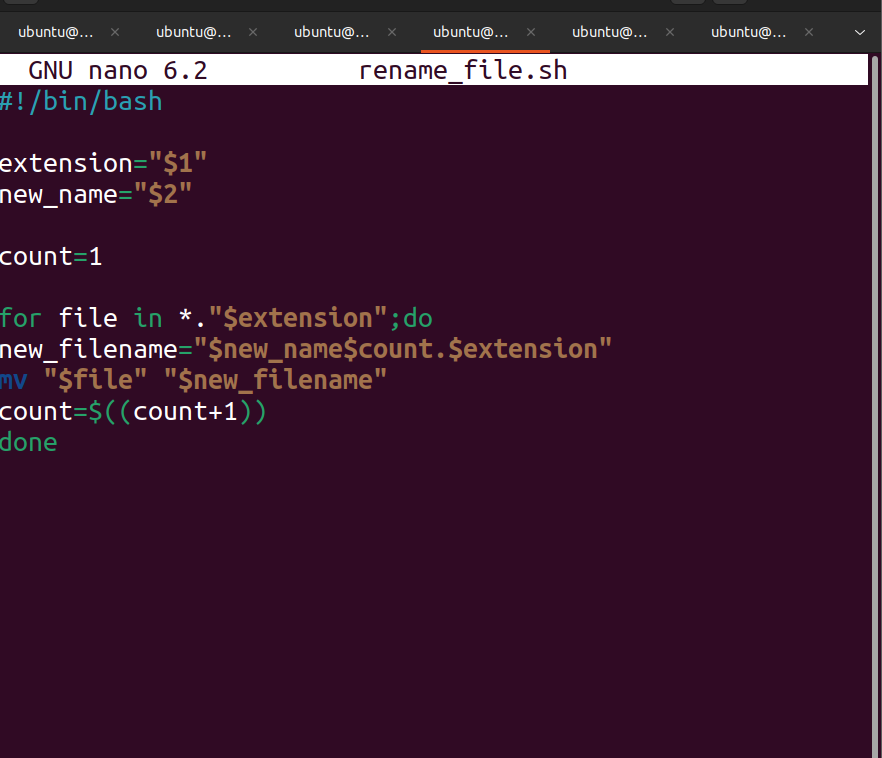 ubuntu@... × ubuntu@... × ubuntu@... × ubuntu@... × ubuntu@... × ubuntu@... ×
GNU nano 6.2 rename_file.sh
#!/bin/bash
extension="$1"
new_name="$2"
count=1
for file in *."$extension";do
new_filename="$new_name$count.$extension"
mv "$file" "$new_filename"
count=$((count+1))
done